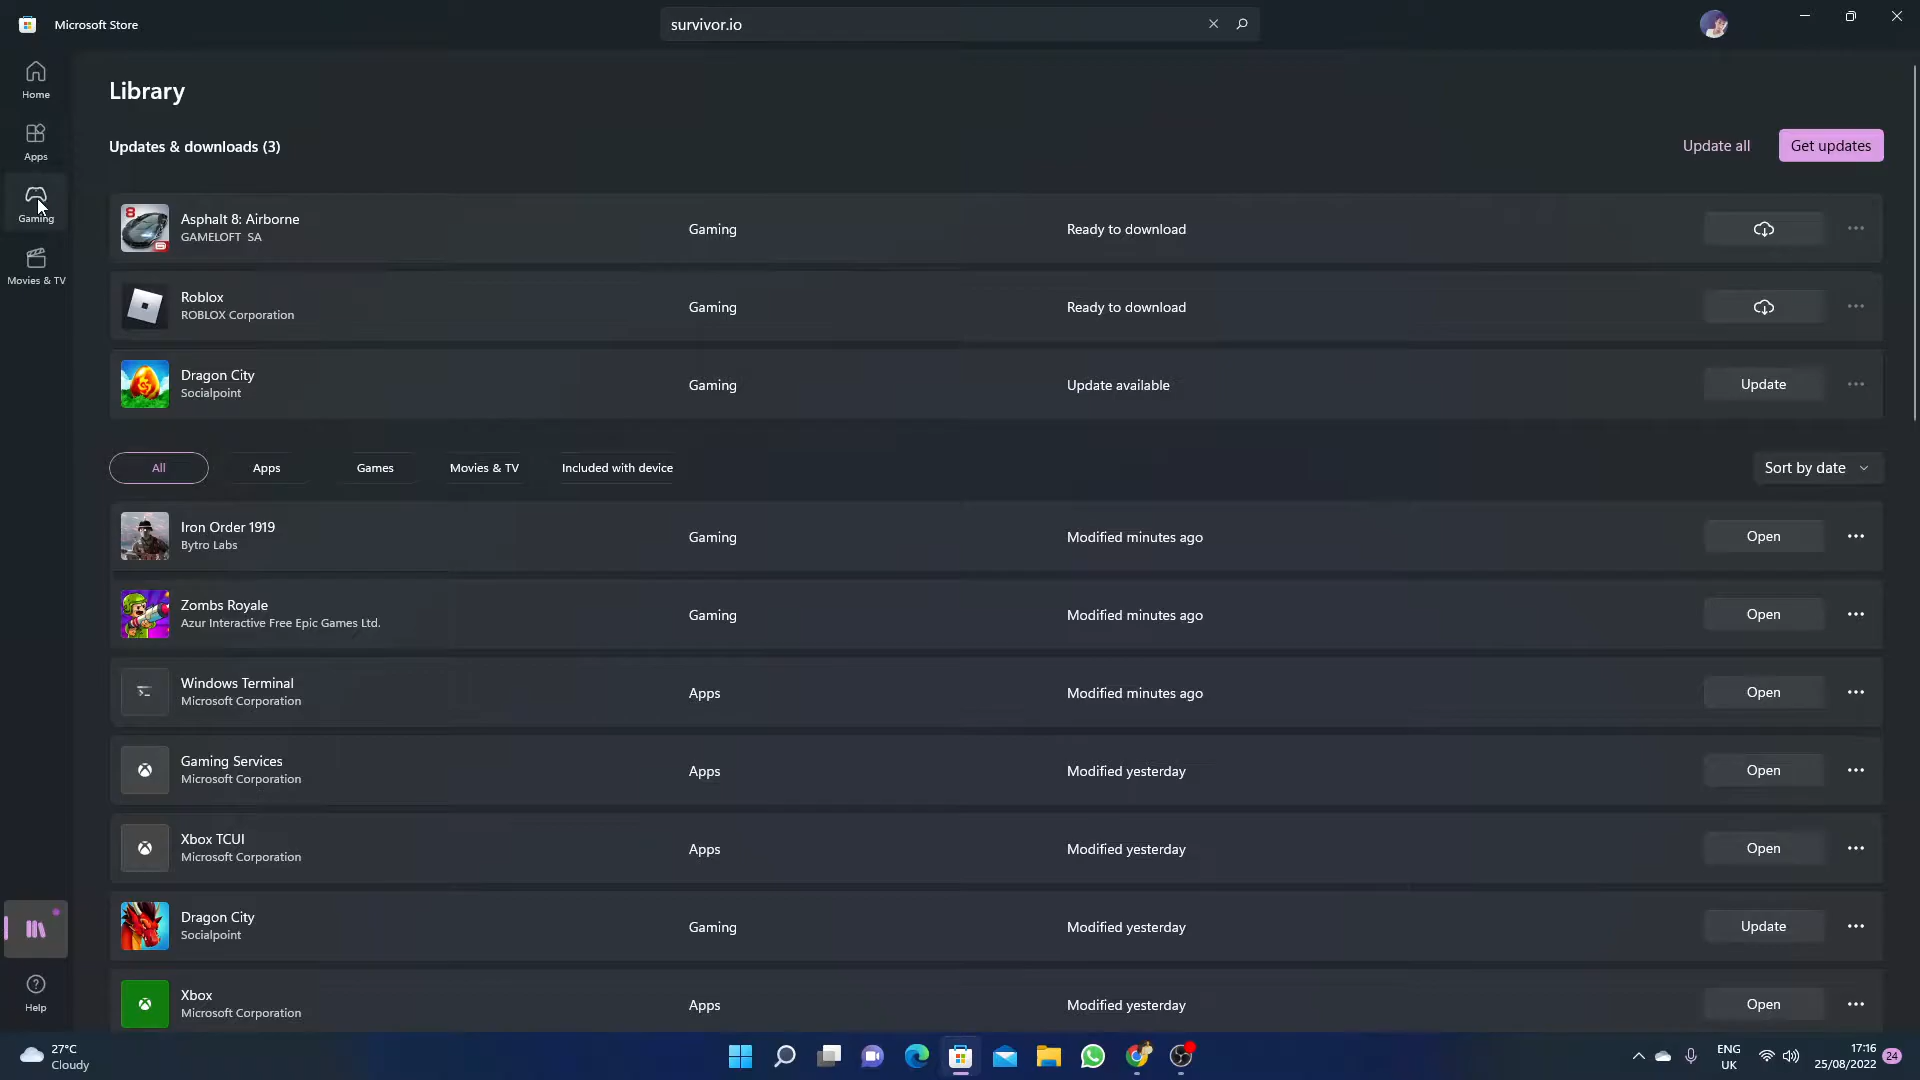 Microsoft Store
survivor.io
Home
Apps
Gaming
Movies & TV
Library
Updates & downloads (3)
Update all
Get updates
Asphalt 8: Airborne
GAMELOFT SA
Gaming
Ready to download
Roblox
ROBLOX Corporation
Gaming
Ready to download
Dragon City
Socialpoint
Gaming
Update available
Update
All
Apps
Games
Movies & TV
Included with device
Sort by date
Iron Order 1919
Bytro Labs
Gaming
Modified minutes ago
Open
Zombs Royale
Azur Interactive Free Epic Games Ltd.
Gaming
Modified minutes ago
Open
Windows Terminal
Microsoft Corporation
Apps
Modified minutes ago
Open
Gaming Services
Microsoft Corporation
Apps
Modified yesterday
Open
Xbox TCUI
Microsoft Corporation
Apps
Modified yesterday
Open
Dragon City
Socialpoint
Gaming
Modified yesterday
Update
Xbox
Microsoft Corporation
Apps
Modified yesterday
Open
Help
27°C
Cloudy
ENG
UK
17:16
25/08/2022
24